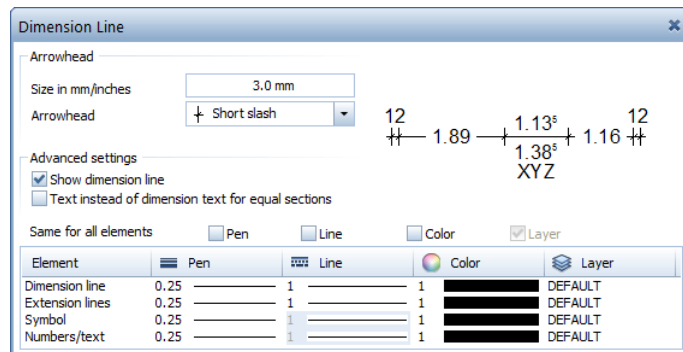 Dimension Line
Arrowhead
Size in mm/inches 3.0 mm
Arrowhead Short slash
12 1.89 1.13⁵ 1.16 12
1.38⁵
XYZ
Advanced settings
Show dimension line
Text instead of dimension text for equal sections
Same for all elements Pen Line Color Layer
Element Pen Line Color Layer
Dimension line 0.25 1 1 DEFAULT
Extension lines 0.25 1 1 DEFAULT
Symbol 0.25 1 1 DEFAULT
Numbers/text 0.25 1 1 DEFAULT